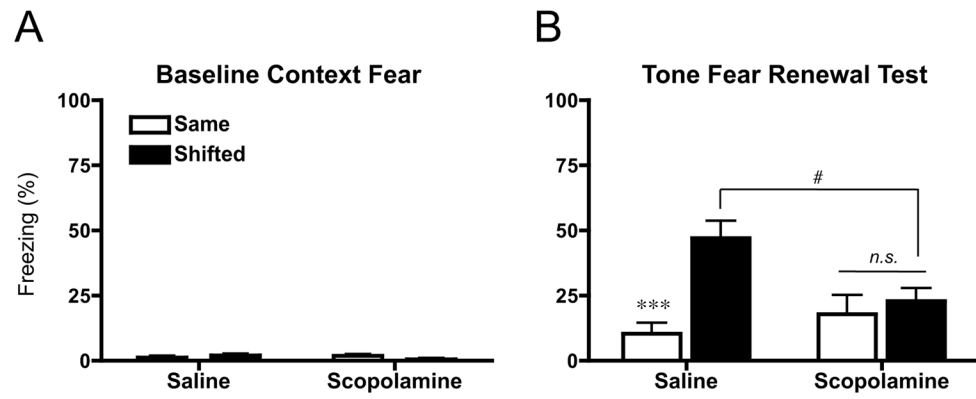 A
Baseline Context Fear
Freezing (%)
100
75
50
25
0
Same
Shifted
Saline
Scopolamine
B
Tone Fear Renewal Test
100
75
50
25
0
#
n.s.
***
Saline
Scopolamine